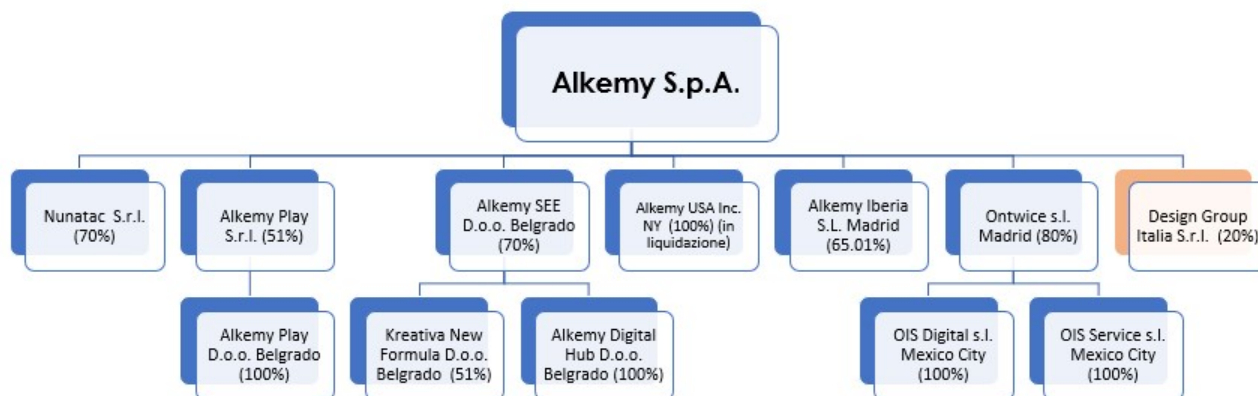 Alkemy S.p.A.
Nunatac S.r.l.
(70%)
Alkemy Play
S.r.l. (51%)
Alkemy SEE
D.o.o. Belgrado
(70%)
Alkemy USA Inc.
NY (100%) (in
liquidazione)
Alkemy Iberia
S.L. Madrid
(65.01%)
Ontwice s.l.
Madrid (80%)
Design Group
Italia S.r.l. (20%)
Alkemy Play
D.o.o. Belgrado
(100%)
Kreativa New
Formula D.o.o.
Belgrado (51%)
Alkemy Digital
Hub D.o.o.
Belgrado (100%)
OIS Digital s.l.
Mexico City
(100%)
OIS Service s.l.
Mexico City
(100%)